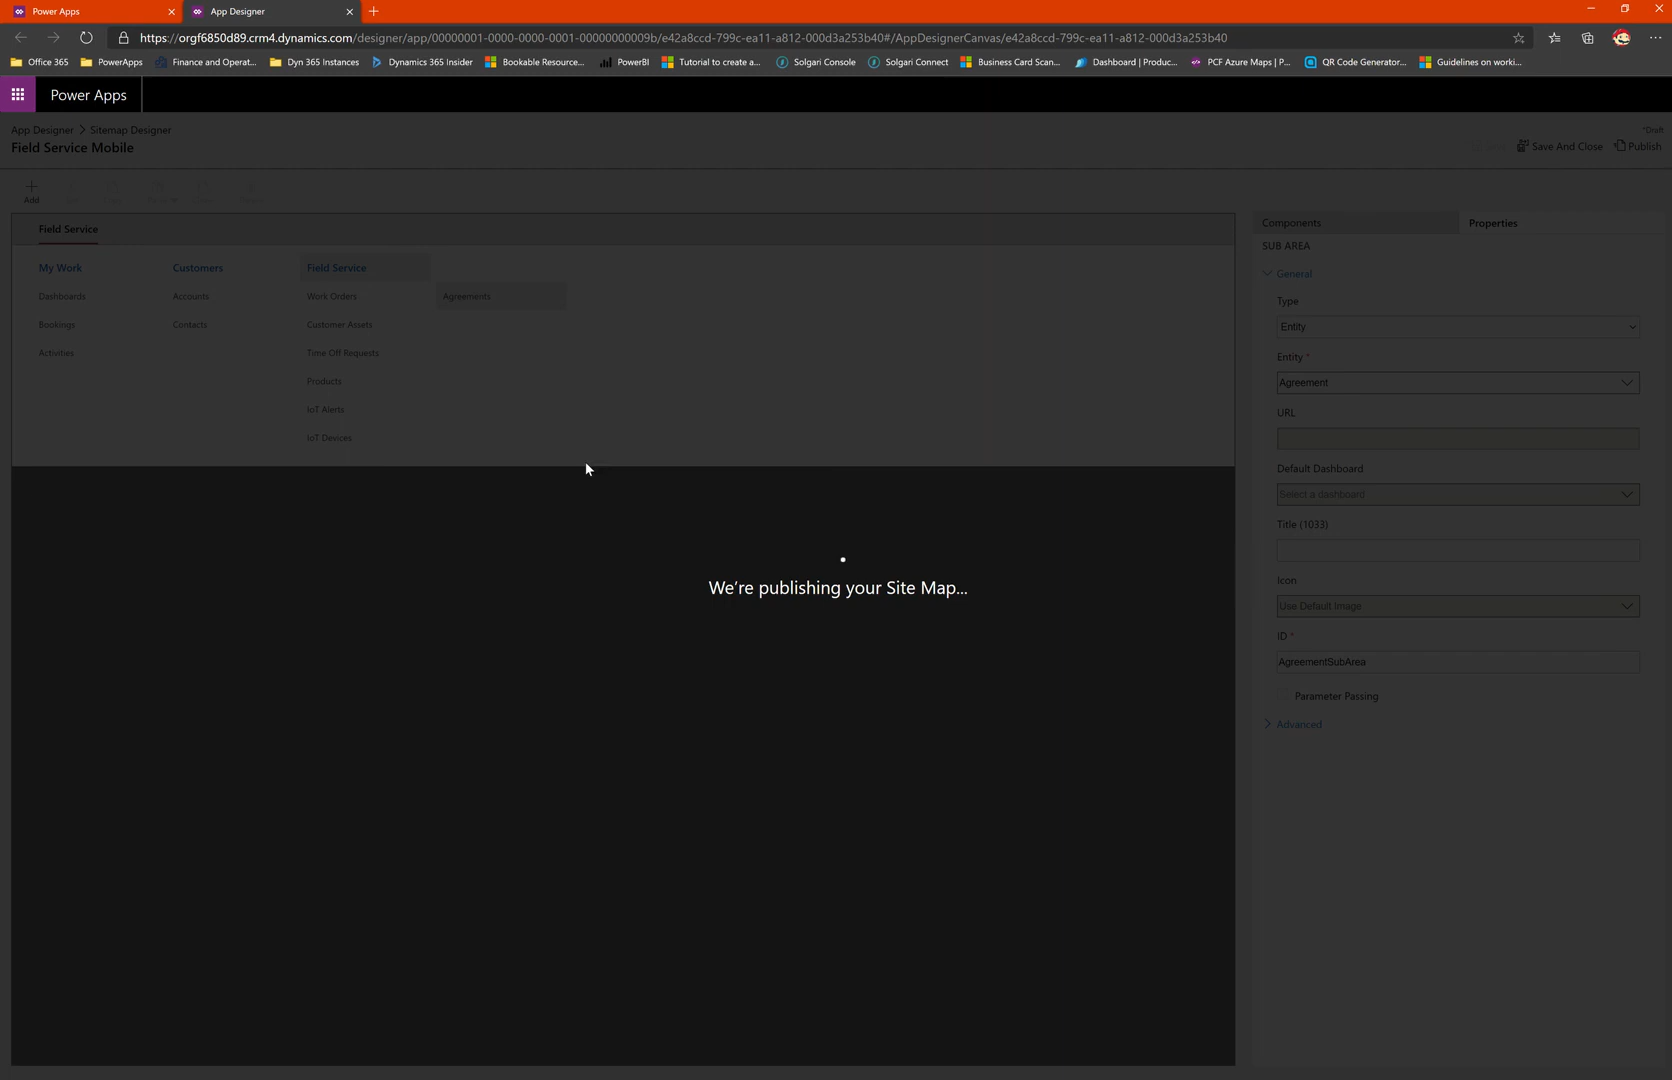 Power Apps
App Designer
https://orgf6850d89.crm4.dynamics.com/designer/app/00000001-0000-0000-0001-00000000009b/e42a8ccd-799c-ea11-a812-000d3a253b40#/AppDesignerCanvas/e42a8ccd-799c-ea11-a812-000d3a253b40
Office 365
PowerApps
Finance and Operat...
Dyn 365 Instances
Dynamics 365 Insider
Bookable Resource...
PowerBI
Tutorial to create a...
Solgari Console
Solgari Connect
Business Card Scan...
Dashboard | Produc...
PCF Azure Maps | P...
QR Code Generator...
Guidelines on worki...
Power Apps
App Designer > Sitemap Designer
*Draft
Field Service Mobile
Save And Close
Publish
Add
Field Service
My Work
Dashboards
Bookings
Activities
Customers
Accounts
Contacts
Field Service
Work Orders
Customer Assets
Time Off Requests
Products
IoT Alerts
IoT Devices
Agreements
We're publishing your Site Map...
Components
Properties
SUB AREA
General
Type
Entity
Entity *
Agreement
URL
Default Dashboard
Select a dashboard
Title (1033)
Icon
Use Default Image
ID *
AgreementSubArea
Parameter Passing
Advanced